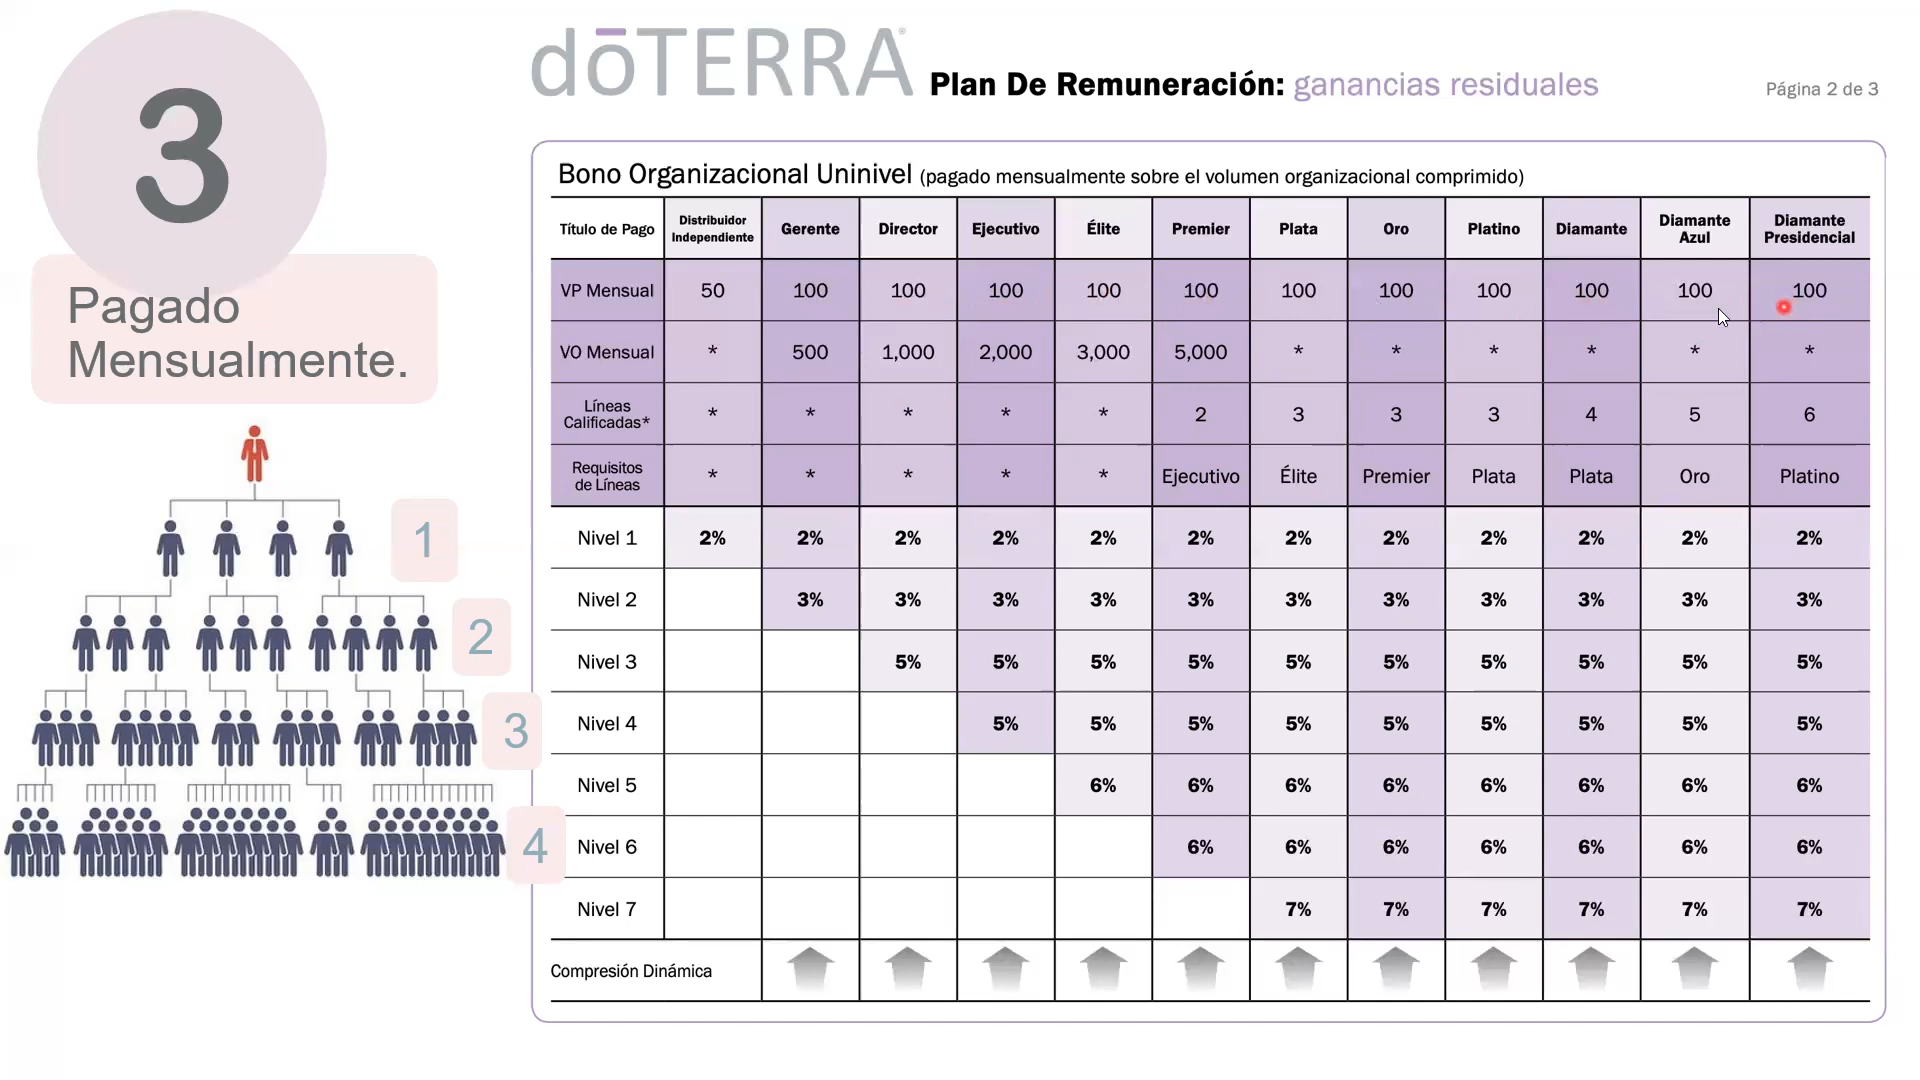 3
Pagado
Mensualmente.
1
2
3
4
dōTERRA®
Plan De Remuneración: ganancias residuales
Página 2 de 3
Bono Organizacional Uninivel (pagado mensualmente sobre el volumen organizacional comprimido)
Título de Pago Distribuidor Independiente Gerente Director Ejecutivo Élite Premier Plata Oro Platino Diamante Diamante Azul Diamante Presidencial
VP Mensual 50 100 100 100 100 100 100 100 100 100 100 100
VO Mensual * 500 1,000 2,000 3,000 5,000 * * * * * *
Líneas Calificadas* * * * * * 2 3 3 3 4 5 6
Requisitos de Líneas * * * * * Ejecutivo Élite Premier Plata Plata Oro Platino
Nivel 1 2% 2% 2% 2% 2% 2% 2% 2% 2% 2% 2% 2%
Nivel 2 3% 3% 3% 3% 3% 3% 3% 3% 3% 3% 3%
Nivel 3 5% 5% 5% 5% 5% 5% 5% 5% 5% 5%
Nivel 4 5% 5% 5% 5% 5% 5% 5% 5% 5%
Nivel 5 6% 6% 6% 6% 6% 6% 6% 6%
Nivel 6 6% 6% 6% 6% 6% 6% 6%
Nivel 7 7% 7% 7% 7% 7% 7%
Compresión Dinámica